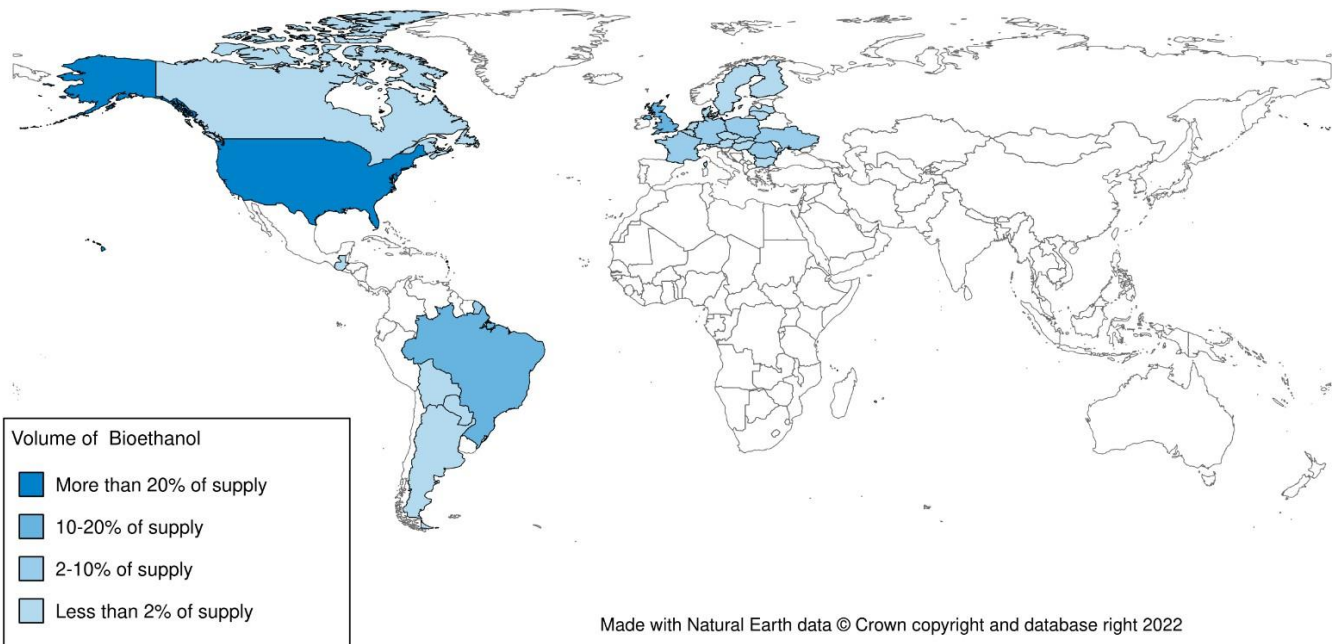 Volume of  Bioethanol
More than 20% of supply
10-20% of supply
2-10% of supply
Less than 2% of supply
Made with Natural Earth data © Crown copyright and database right 2022